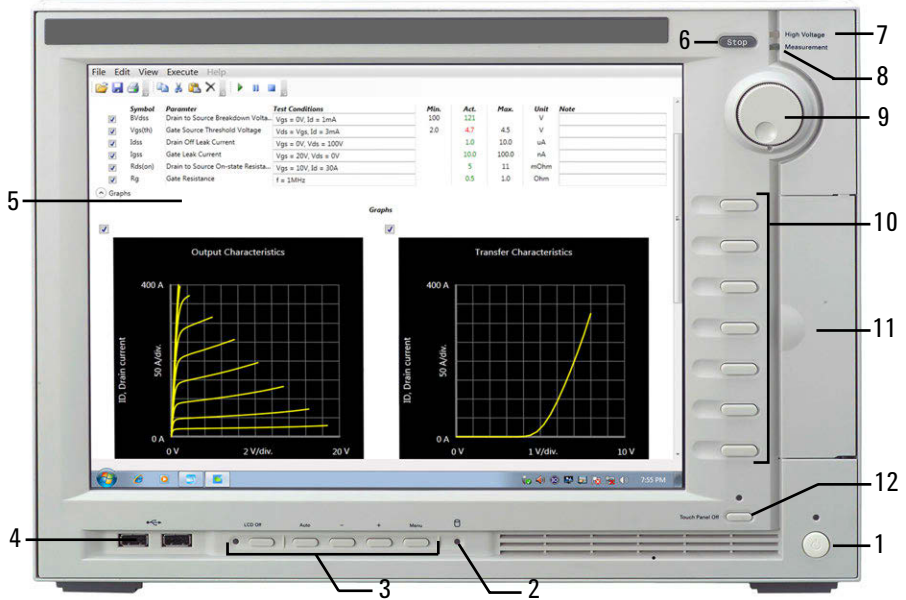 6
Stop
High Voltage
7
Measurement
8
9
10
11
12
Touch Panel Off
1
File Edit View Execute Help
Symbol Paramter Test Conditions Min. Act. Max. Unit Note
BVdss Drain to Source Breakdown Volta... Vgs = 0V, Id = 1mA 100 121 V
Vgs(th) Gate Source Threshold Voltage Vds = Vgs, Id = 3mA 2.0 4.7 4.5 V
Idss Drain Off Leak Current Vgs = 0V, Vds = 100V 1.0 10.0 uA
Igss Gate Leak Current Vgs = 20V, Vds = 0V 10.0 100.0 nA
Rds(on) Drain to Source On-state Resista... Vgs = 10V, Id = 30A 5 11 mOhm
Rg Gate Resistance f = 1MHz 0.5 1.0 Ohm
Graphs
5
Graphs
Output Characteristics
400 A
ID, Drain current
50 A/div.
0 A
0 V 2 V/div. 20 V
Transfer Characteristics
400 A
ID, Drain current
50 A/div.
0 A
0 V 1 V/div. 10 V
7:55 PM
4
LCD Off Auto − + Menu
3
2